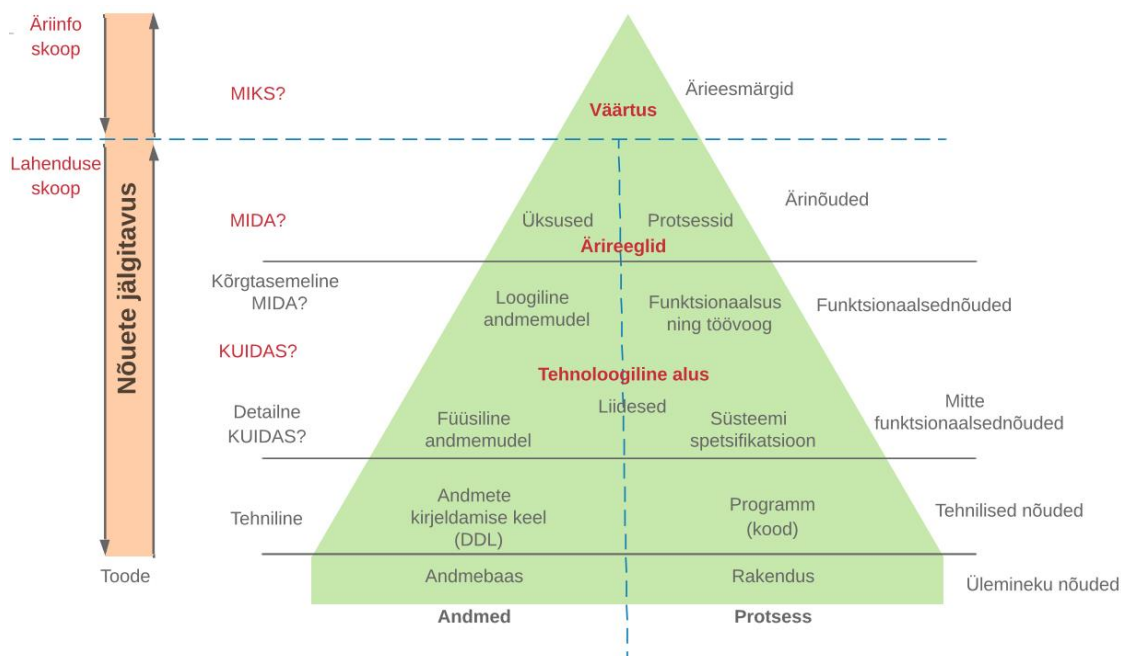 Äriinfo
skoop
MIKS?
Väärtus
Ärieesmärgid
Lahenduse
skoop
Nõuete jälgitavus
MIDA?
Üksused
Protsessid
Ärireeglid
Ärinõuded
Kõrgtasemeline
MIDA?
Loogiline
andmemudel
Funktsionaalsus
ning töövoog
Funktsionaalsednõuded
KUIDAS?
Tehnoloogiline alus
Liidesed
Detailne
KUIDAS?
Füüsiline
andmemudel
Süsteemi
spetsifikatsioon
Mitte
funktsionaalsednõuded
Tehniline
Andmete
kirjeldamise keel
(DDL)
Programm
(kood)
Tehnilised nõuded
Toode
Andmebaas
Rakendus
Ülemineku nõuded
Andmed
Protsess